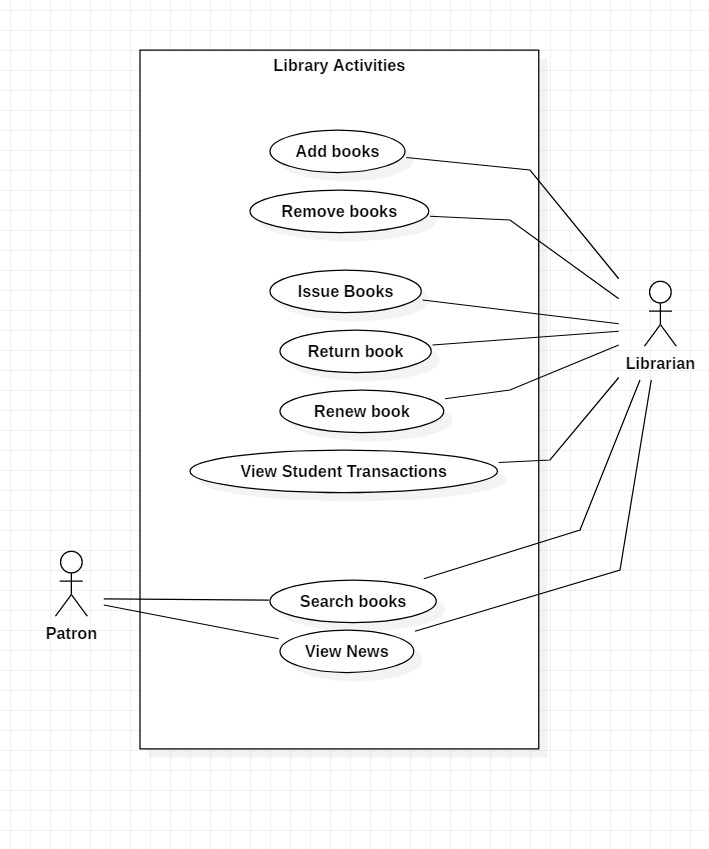 Library Activities
Add books
Remove books
Issue Books
Return book
Librarian
Renew book
View Student Transactions
Search books
Patron
View News